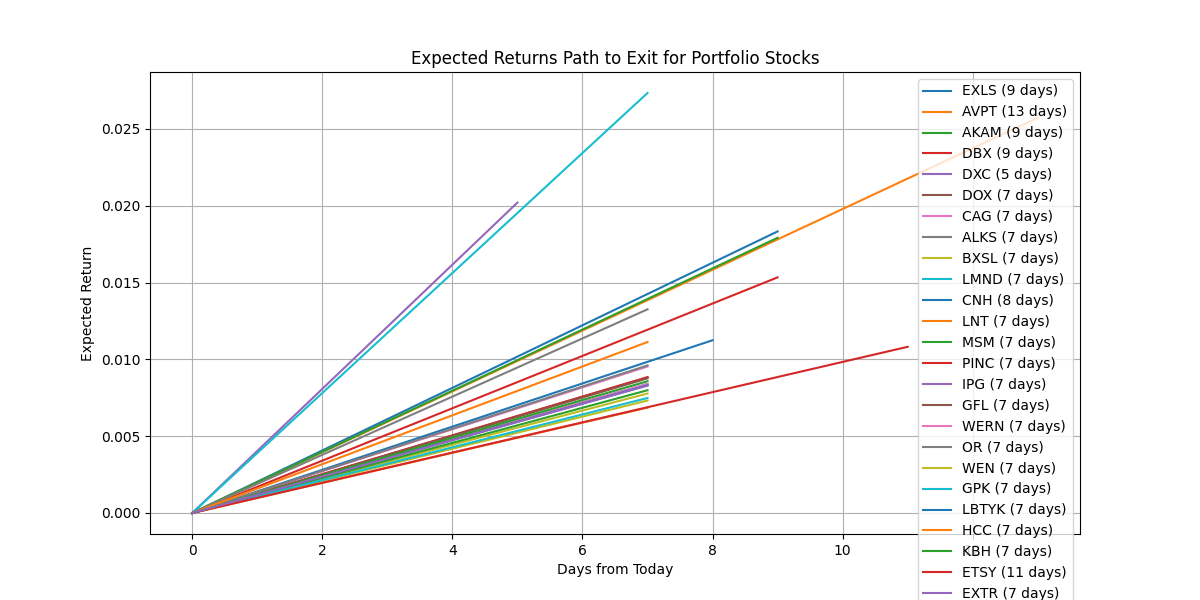 Expected Returns Path to Exit for Portfolio Stocks
Expected Return
0.025
0.020
0.015
0.010
0.005
0.000
0
2
4
6
8
10
Days from Today
EXLS (9 days)
AVPT (13 days)
AKAM (9 days)
DBX (9 days)
DXC (5 days)
DOX (7 days)
CAG (7 days)
ALKS (7 days)
BXSL (7 days)
LMND (7 days)
CNH (8 days)
LNT (7 days)
MSM (7 days)
PINC (7 days)
IPG (7 days)
GFL (7 days)
WERN (7 days)
OR (7 days)
WEN (7 days)
GPK (7 days)
LBTYK (7 days)
HCC (7 days)
KBH (7 days)
ETSY (11 days)
EXTR (7 days)